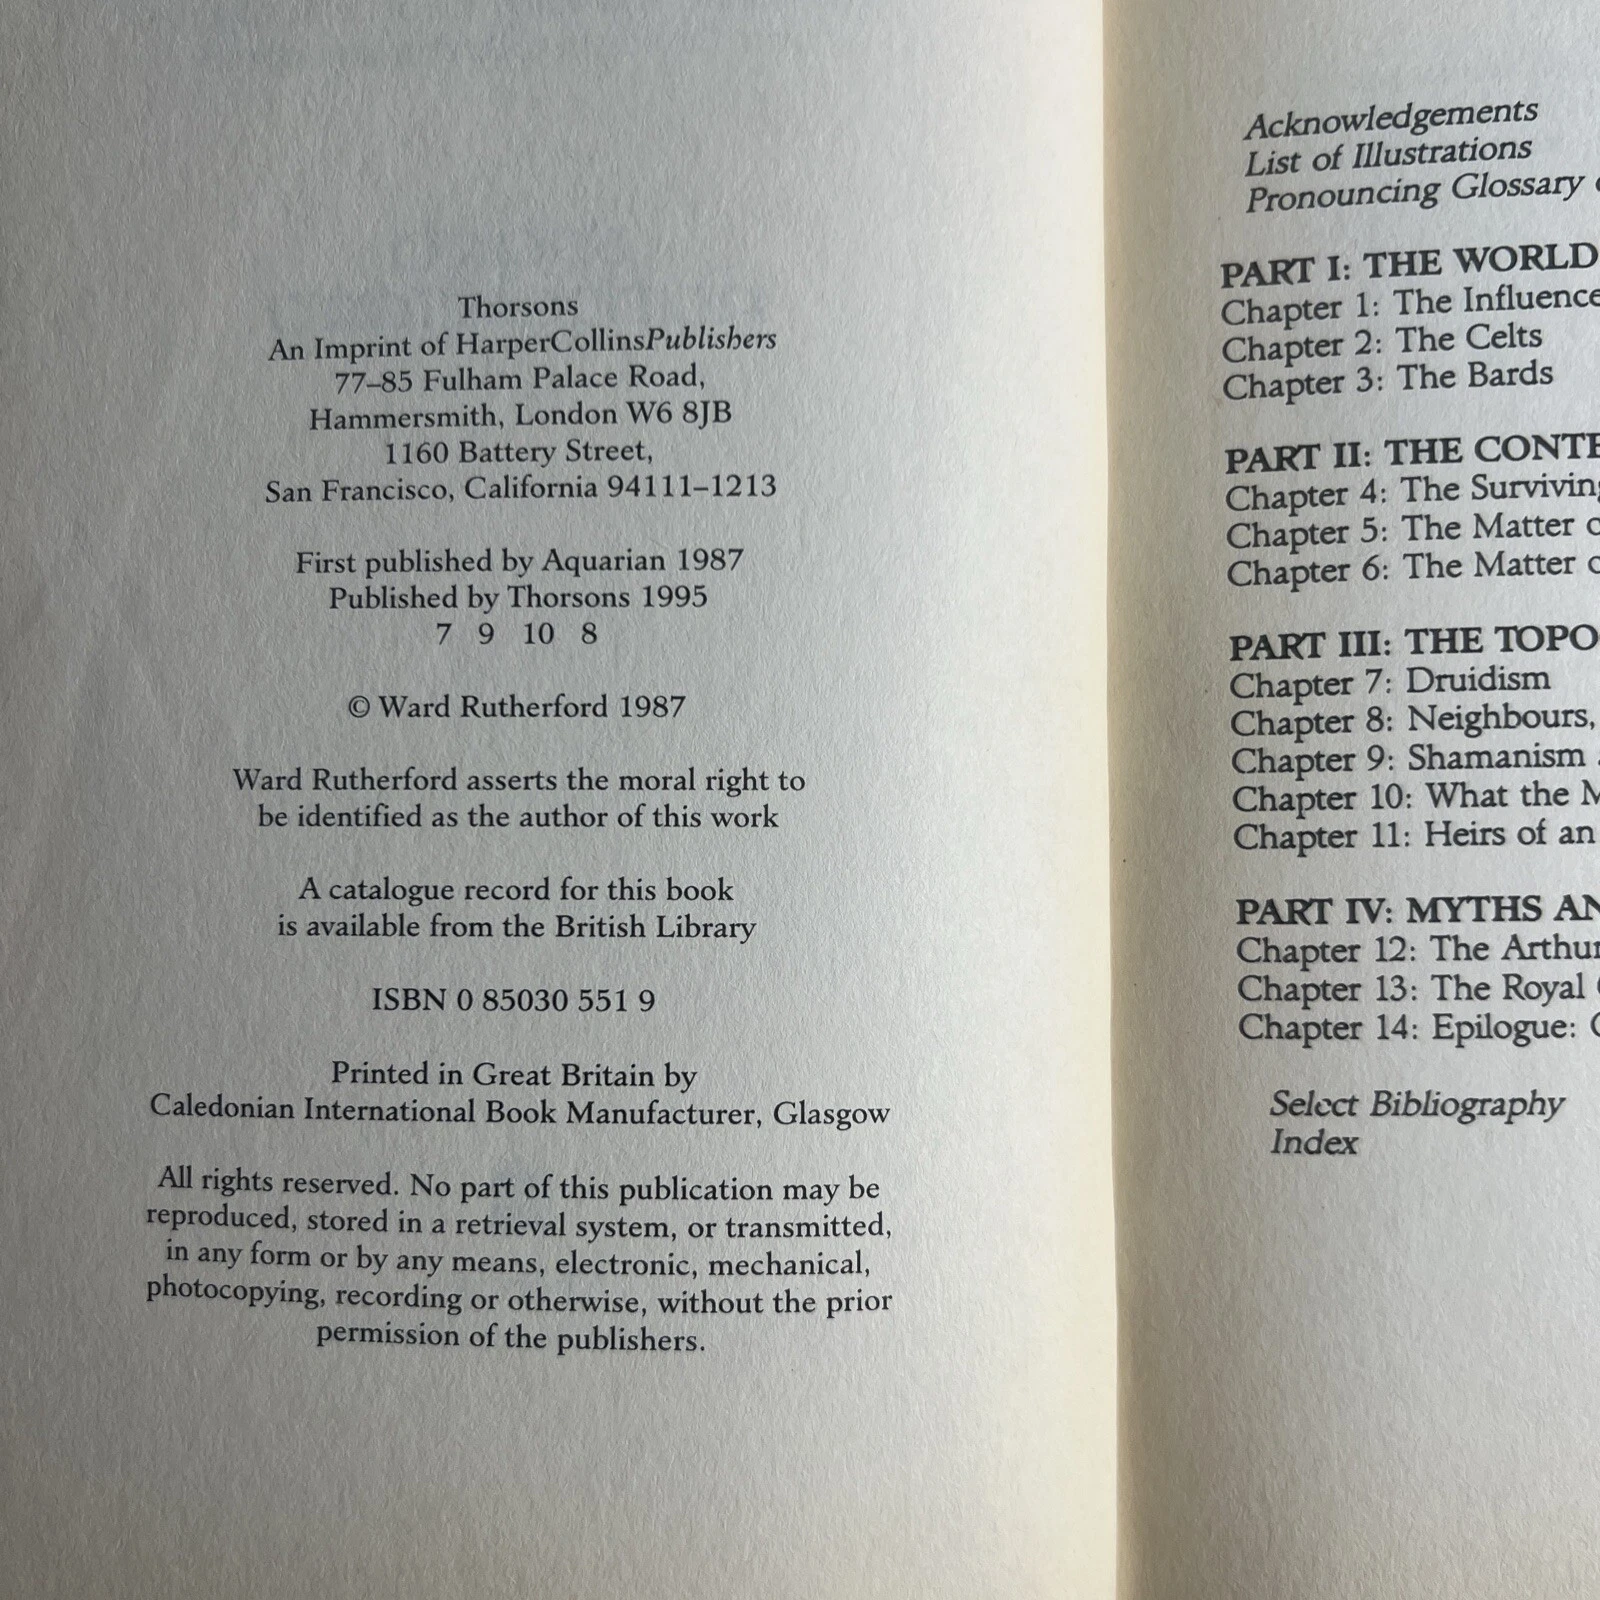 Thorsons
An Imprint of HarperCollinsPublishers
77–85 Fulham Palace Road,
Hammersmith, London W6 8JB
1160 Battery Street,
San Francisco, California 94111–1213
First published by Aquarian 1987
Published by Thorsons 1995
7 9 10 8
© Ward Rutherford 1987
Ward Rutherford asserts the moral right to
be identified as the author of this work
A catalogue record for this book
is available from the British Library
ISBN 0 85030 551 9
Printed in Great Britain by
Caledonian International Book Manufacturer, Glasgow
All rights reserved. No part of this publication may be
reproduced, stored in a retrieval system, or transmitted,
in any form or by any means, electronic, mechanical,
photocopying, recording or otherwise, without the prior
permission of the publishers.
Acknowledgements
List of Illustrations
Pronouncing Glossary
PART I: THE WORLD
Chapter 1: The Influence
Chapter 2: The Celts
Chapter 3: The Bards
PART II: THE CONTE
Chapter 4: The Surviving
Chapter 5: The Matter o
Chapter 6: The Matter o
PART III: THE TOPO
Chapter 7: Druidism
Chapter 8: Neighbours,
Chapter 9: Shamanism
Chapter 10: What the M
Chapter 11: Heirs of an
PART IV: MYTHS AN
Chapter 12: The Arthur
Chapter 13: The Royal
Chapter 14: Epilogue:
Select Bibliography
Index